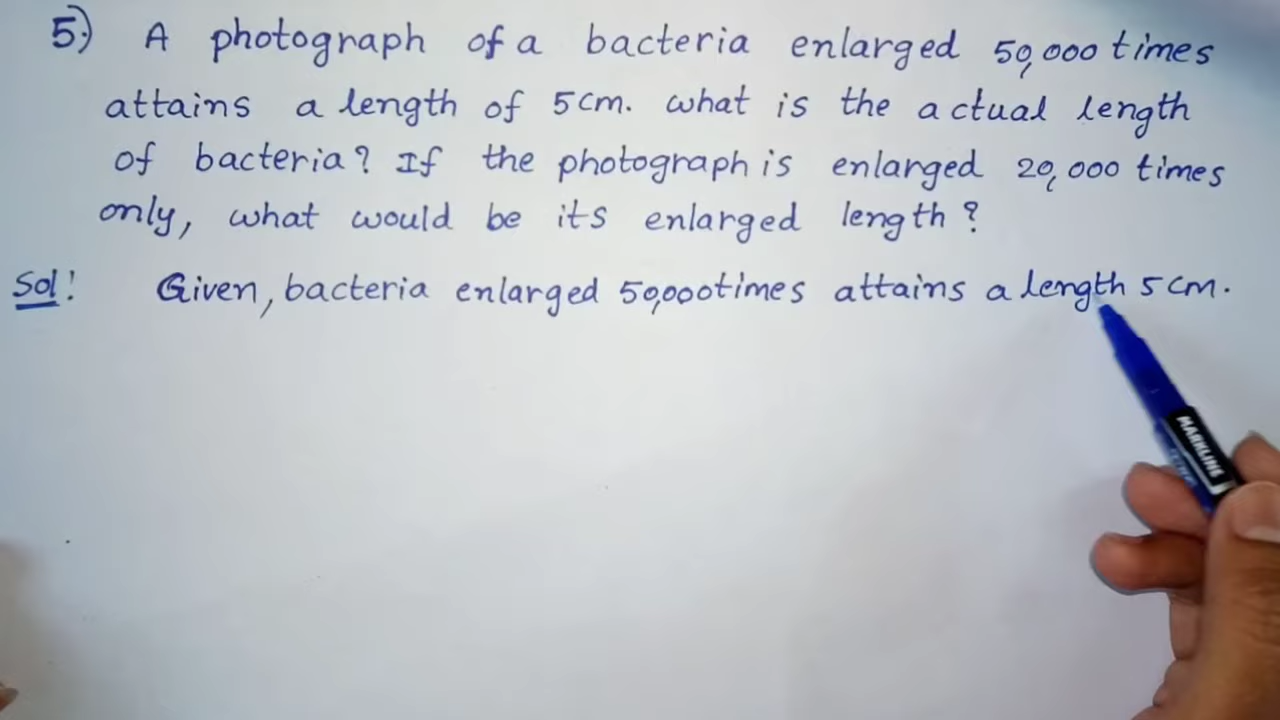 5.) A photograph of a bacteria enlarged 50,000 times
attains a length of 5cm. what is the actual length
of bacteria? If the photograph is enlarged 20,000 times
only, what would be its enlarged length?
Sol! Given, bacteria enlarged 50,000times attains a length 5cm.
MARKLINE